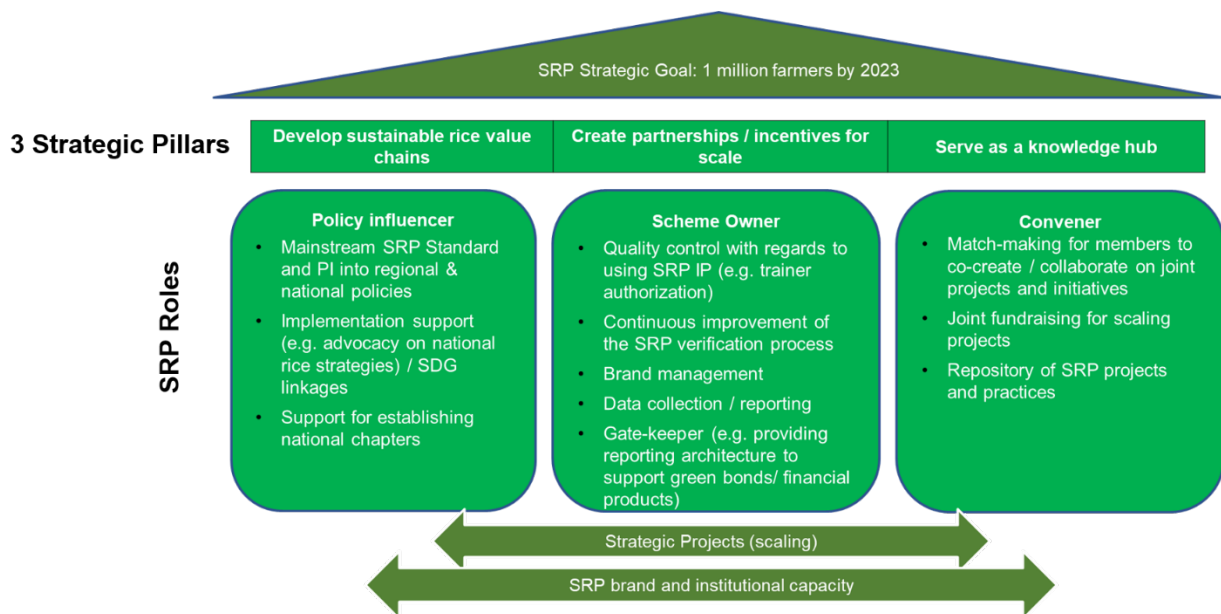 SRP Strategic Goal: 1 million farmers by 2023
3 Strategic Pillars
Develop sustainable rice value
chains
Create partnerships / incentives for
scale
Serve as a knowledge hub
SRP Roles
Policy influencer
• Mainstream SRP Standard
and PI into regional &
national policies
• Implementation support
(e.g. advocacy on national
rice strategies) / SDG
linkages
• Support for establishing
national chapters
Scheme Owner
• Quality control with regards to
using SRP IP (e.g. trainer
authorization)
• Continuous improvement of
the SRP verification process
• Brand management
• Data collection / reporting
• Gate-keeper (e.g. providing
reporting architecture to
support green bonds/ financial
products)
Convener
• Match-making for members to
co-create / collaborate on joint
projects and initiatives
• Joint fundraising for scaling
projects
• Repository of SRP projects
and practices
Strategic Projects (scaling)
SRP brand and institutional capacity